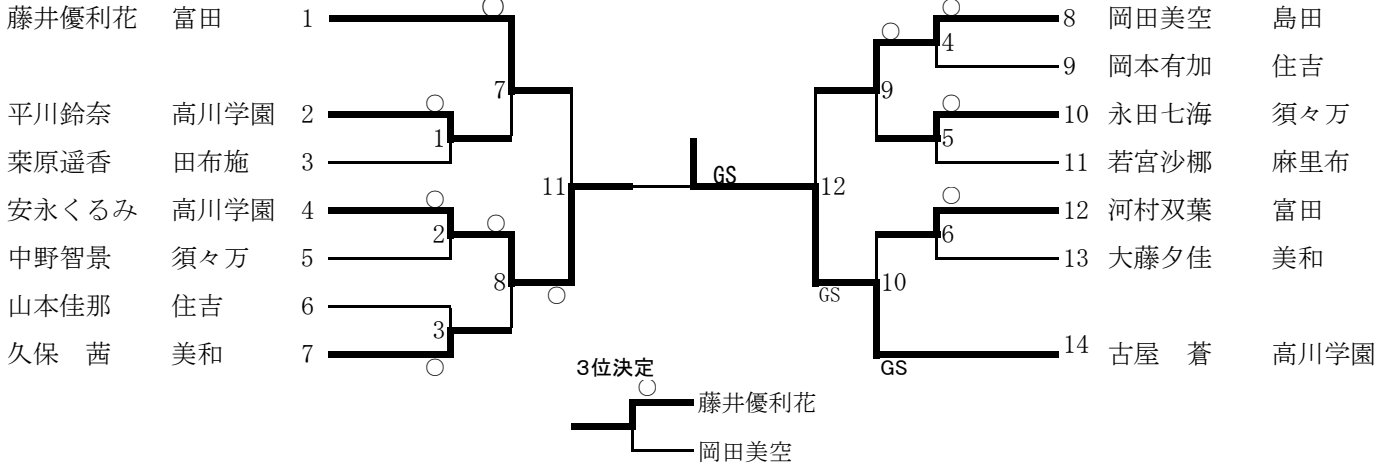 藤井優利花 富田 1
平川鈴奈 高川学園 2
桒原遥香 田布施 3
安永くるみ 高川学園 4
中野智景 須々万 5
山本佳那 住吉 6
久保 茜 美和 7
○
7
○
1
○
2
○
8
○
3
○
11
GS
12
○
9
○
4
○
5
○
6
10
GS
GS
8 岡田美空 島田
9 岡本有加 住吉
10 永田七海 須々万
11 若宮沙梛 麻里布
12 河村双葉 富田
13 大藤夕佳 美和
14 古屋 蒼 高川学園
3位決定
○
藤井優利花
岡田美空